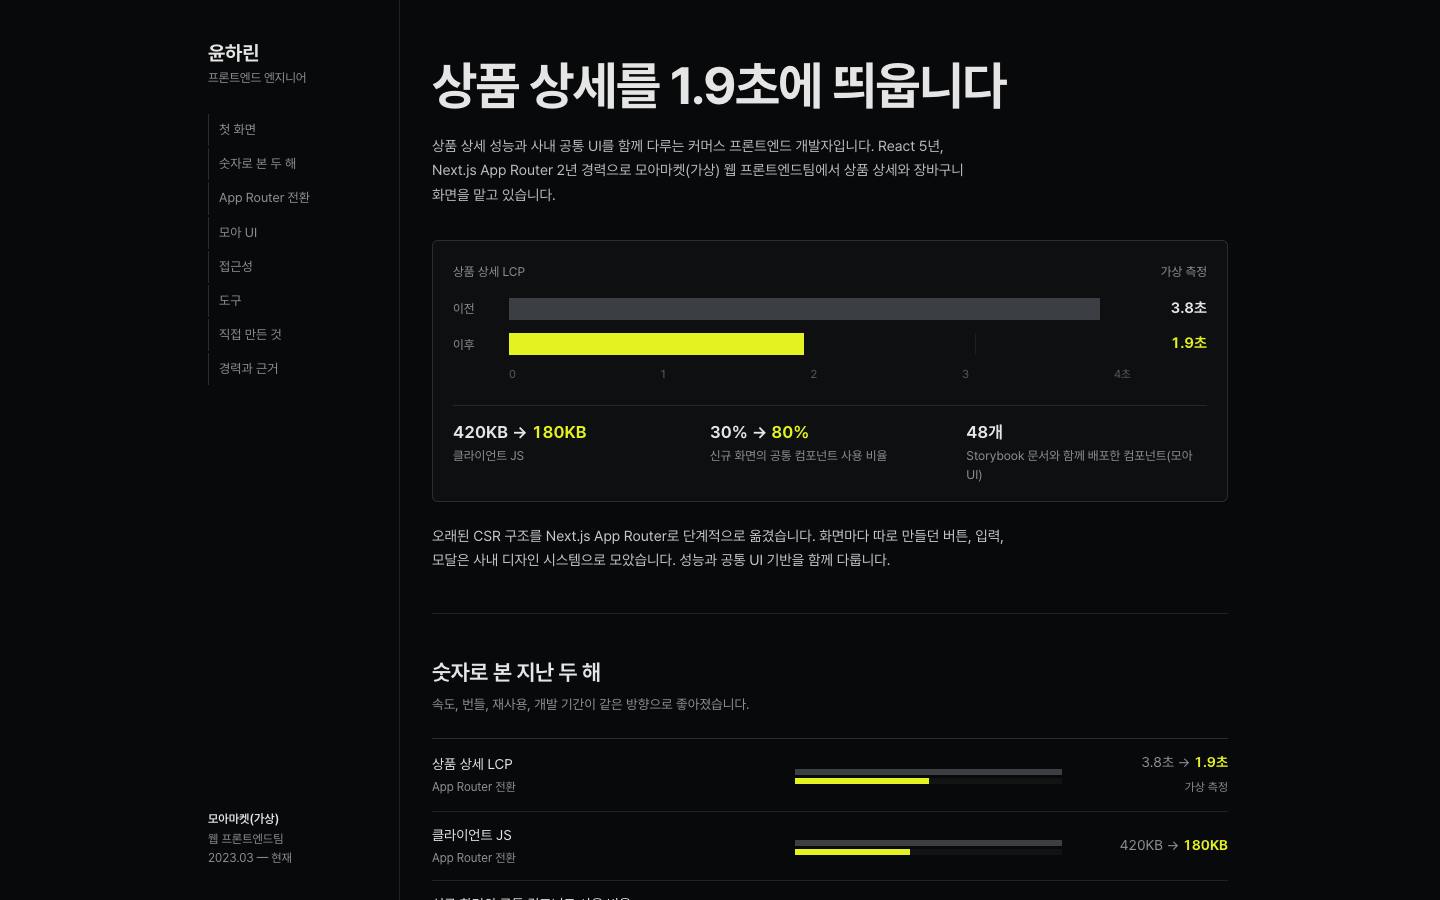 윤하린
프론트엔드 엔지니어
첫 화면
숫자로 본 두 해
App Router 전환
모아 UI
접근성
도구
직접 만든 것
경력과 근거
모아마켓(가상)
웹 프론트엔드팀
2023.03 — 현재
상품 상세를 1.9초에 띄웁니다
상품 상세 성능과 사내 공통 UI를 함께 다루는 커머스 프론트엔드 개발자입니다. React 5년,
Next.js App Router 2년 경력으로 모아마켓(가상) 웹 프론트엔드팀에서 상품 상세와 장바구니
화면을 맡고 있습니다.
상품 상세 LCP 가상 측정
이전 3.8초
이후 1.9초
0 1 2 3 4초
420KB → 180KB
클라이언트 JS
30% → 80%
신규 화면의 공통 컴포넌트 사용 비율
48개
Storybook 문서와 함께 배포한 컴포넌트(모아
UI)
오래된 CSR 구조를 Next.js App Router로 단계적으로 옮겼습니다. 화면마다 따로 만들던 버튼, 입력,
모달은 사내 디자인 시스템으로 모았습니다. 성능과 공통 UI 기반을 함께 다룹니다.
숫자로 본 지난 두 해
속도, 번들, 재사용, 개발 기간이 같은 방향으로 좋아졌습니다.
상품 상세 LCP
App Router 전환
3.8초 → 1.9초
가상 측정
클라이언트 JS
App Router 전환
420KB → 180KB